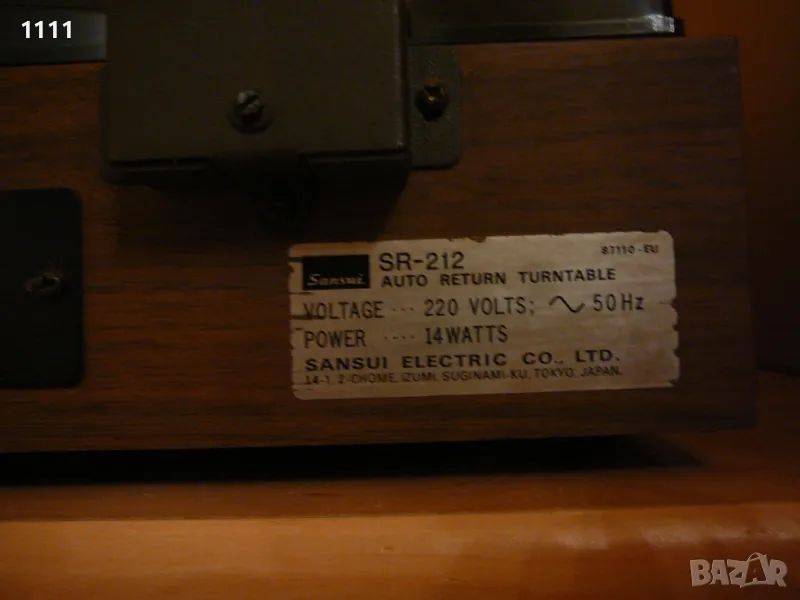 1111
87110-EU
Sansui SR-212
AUTO RETURN TURNTABLE
VOLTAGE ··· 220 VOLTS; ∼ 50Hz
POWER ···· 14WATTS
SANSUI ELECTRIC CO., LTD.
14-1, 2-CHOME, IZUMI, SUGINAMI-KU, TOKYO, JAPAN.
BAZAR